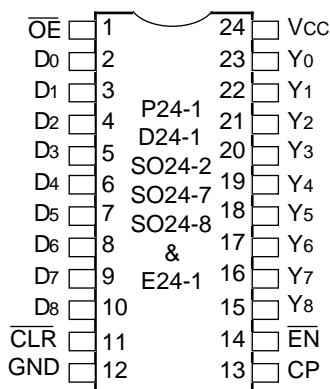 O̅E̅ 1 24 VCC
D0 2 23 Y0
D1 3 22 Y1
P24-1
D2 4 21 Y2
D24-1
D3 5 20 Y3
SO24-2
D4 6 19 Y4
SO24-7
D5 7 18 Y5
SO24-8
D6 8 17 Y6
&
D7 9 16 Y7
E24-1
D8 10 15 Y8
C̅L̅R̅ 11 14 E̅N̅
GND 12 13 CP